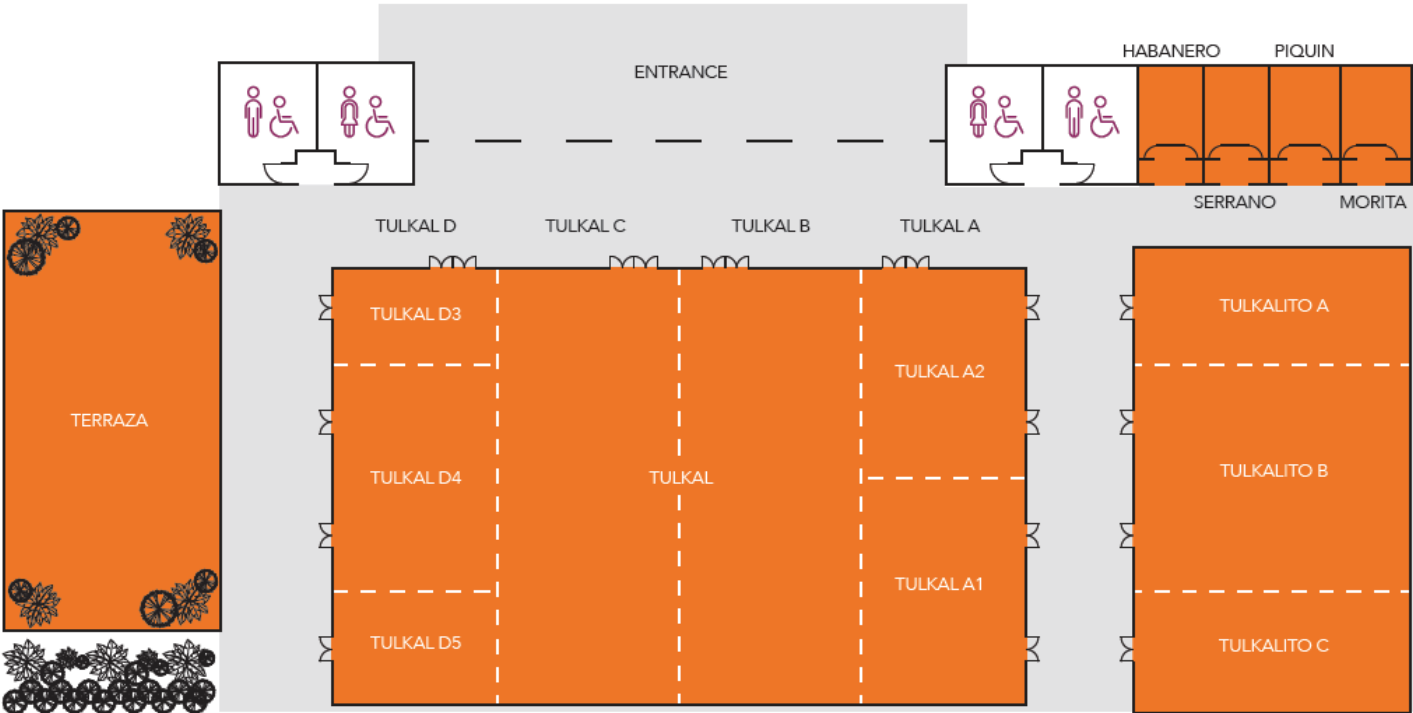 HABANERO PIQUIN
ENTRANCE
SERRANO MORITA
TULKAL D TULKAL C TULKAL B TULKAL A
TULKALITO A
TULKAL D3
TULKAL A2
TERRAZA
TULKALITO B
TULKAL D4 TULKAL
TULKAL A1
TULKAL D5
TULKALITO C